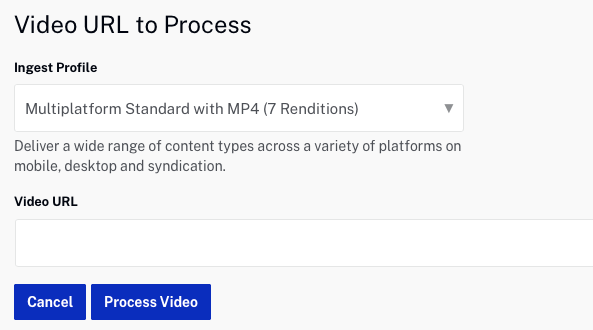 Video URL to Process
Ingest Profile
Multiplatform Standard with MP4 (7 Renditions)
Deliver a wide range of content types across a variety of platforms on
mobile, desktop and syndication.
Video URL
Cancel Process Video